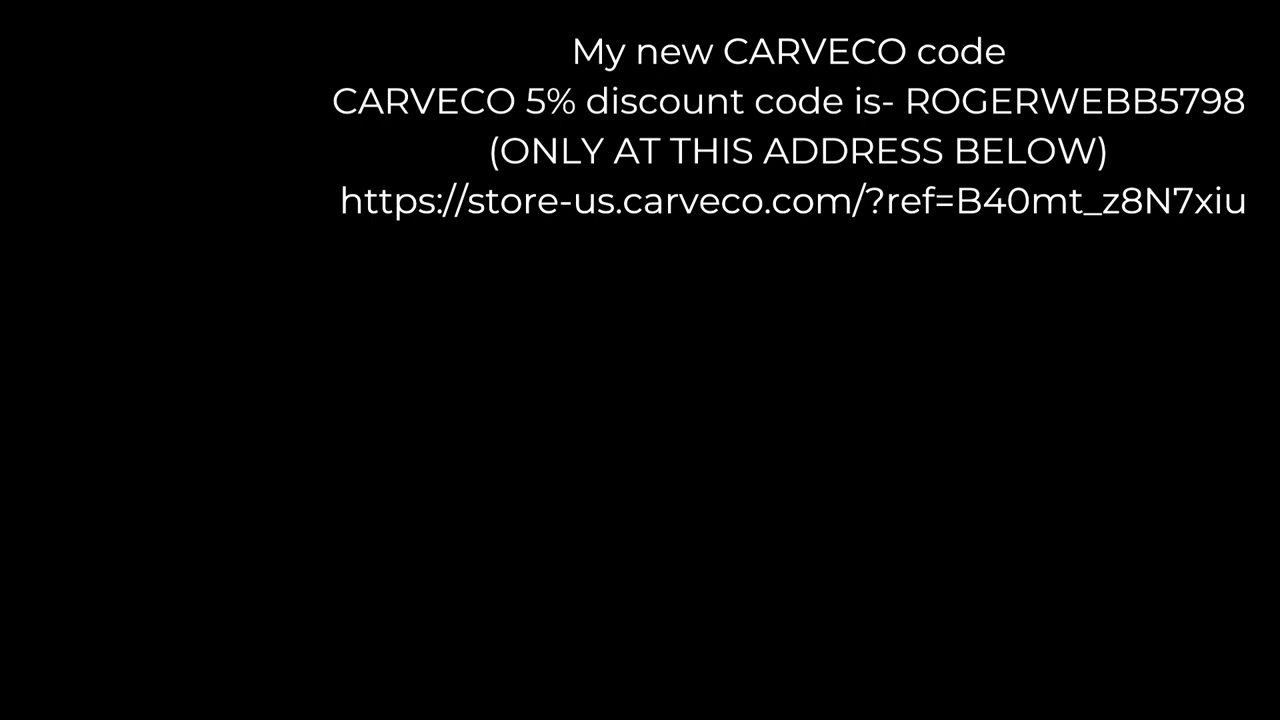 My new CARVECO code
CARVECO 5% discount code is- ROGERWEBB5798
(ONLY AT THIS ADDRESS BELOW)
https://store-us.carveco.com/?ref=B40mt_z8N7xiu